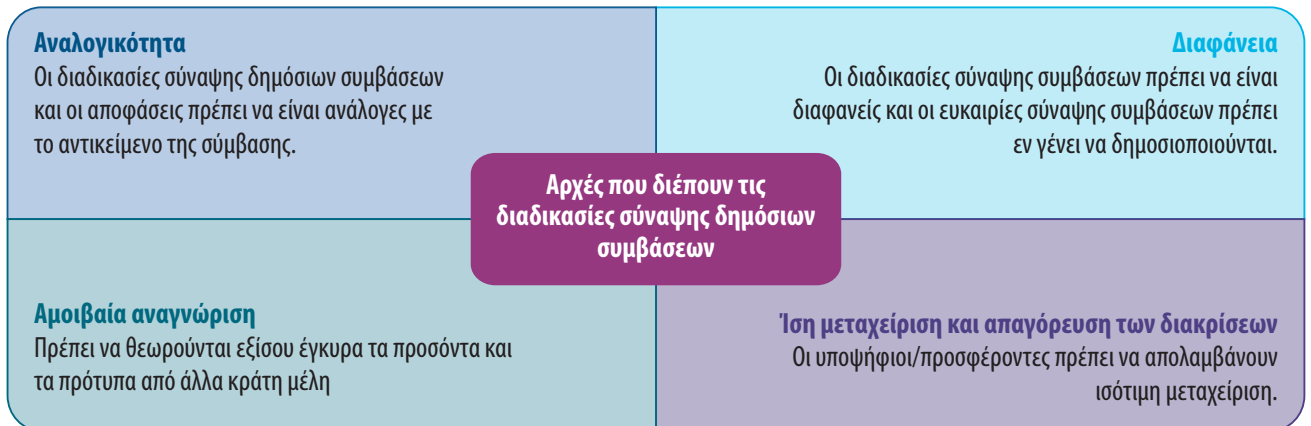 Αναλογικότητα
Οι διαδικασίες σύναψης δημόσιων συμβάσεων
και οι αποφάσεις πρέπει να είναι ανάλογες με
το αντικείμενο της σύμβασης.
Διαφάνεια
Οι διαδικασίες σύναψης συμβάσεων πρέπει να είναι
διαφανείς και οι ευκαιρίες σύναψης συμβάσεων πρέπει
εν γένει να δημοσιοποιούνται.
Αρχές που διέπουν τις
διαδικασίες σύναψης δημόσιων
συμβάσεων
Αμοιβαία αναγνώριση
Πρέπει να θεωρούνται εξίσου έγκυρα τα προσόντα και
τα πρότυπα από άλλα κράτη μέλη
Ίση μεταχείριση και απαγόρευση των διακρίσεων
Οι υποψήφιοι/προσφέροντες πρέπει να απολαμβάνουν
ισότιμη μεταχείριση.